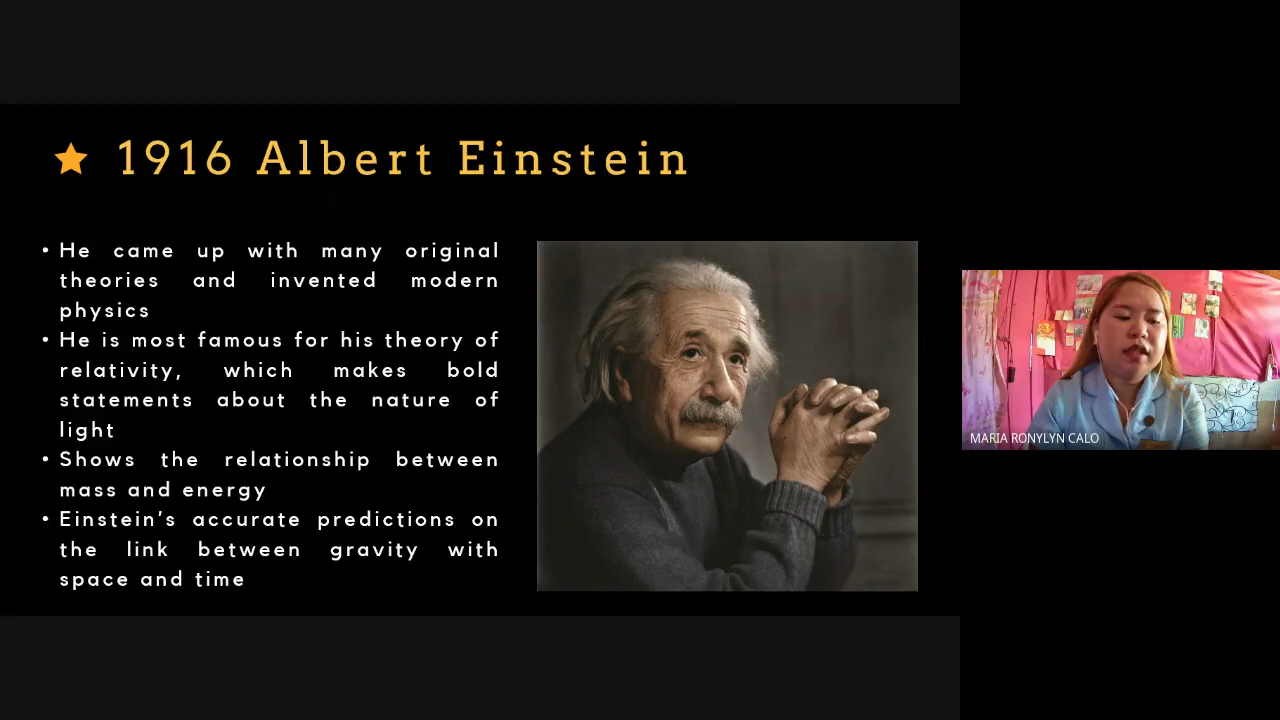 1916 Albert Einstein
• He came up with many original
theories and invented modern
physics
• He is most famous for his theory of
relativity, which makes bold
statements about the nature of
light
• Shows the relationship between
mass and energy
• Einstein's accurate predictions on
the link between gravity with
space and time
MARIA RONYLYN CALO